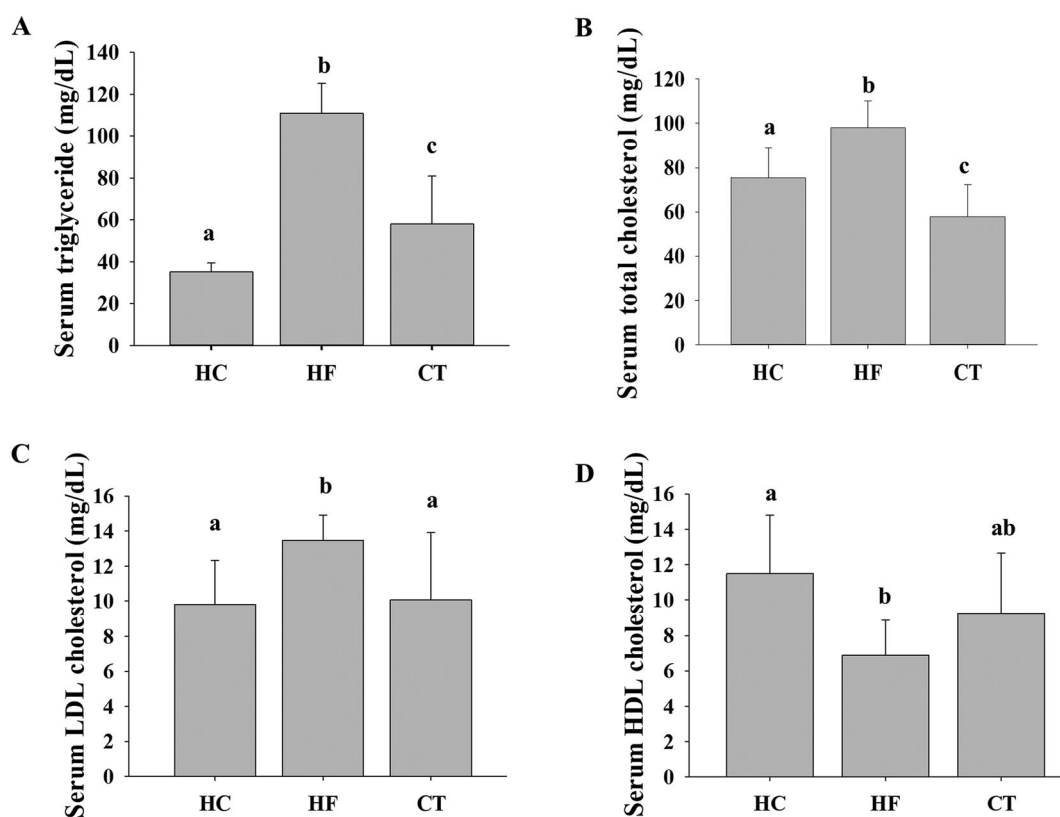 A
Serum triglyceride (mg/dL)
140
120
100
80
60
40
20
0
a
b
c
HC
HF
CT
B
Serum total cholesterol (mg/dL)
120
100
80
60
40
20
0
a
b
c
HC
HF
CT
C
Serum LDL cholesterol (mg/dL)
16
14
12
10
8
6
4
2
0
a
b
a
HC
HF
CT
D
Serum HDL cholesterol (mg/dL)
16
14
12
10
8
6
4
2
0
a
b
ab
HC
HF
CT